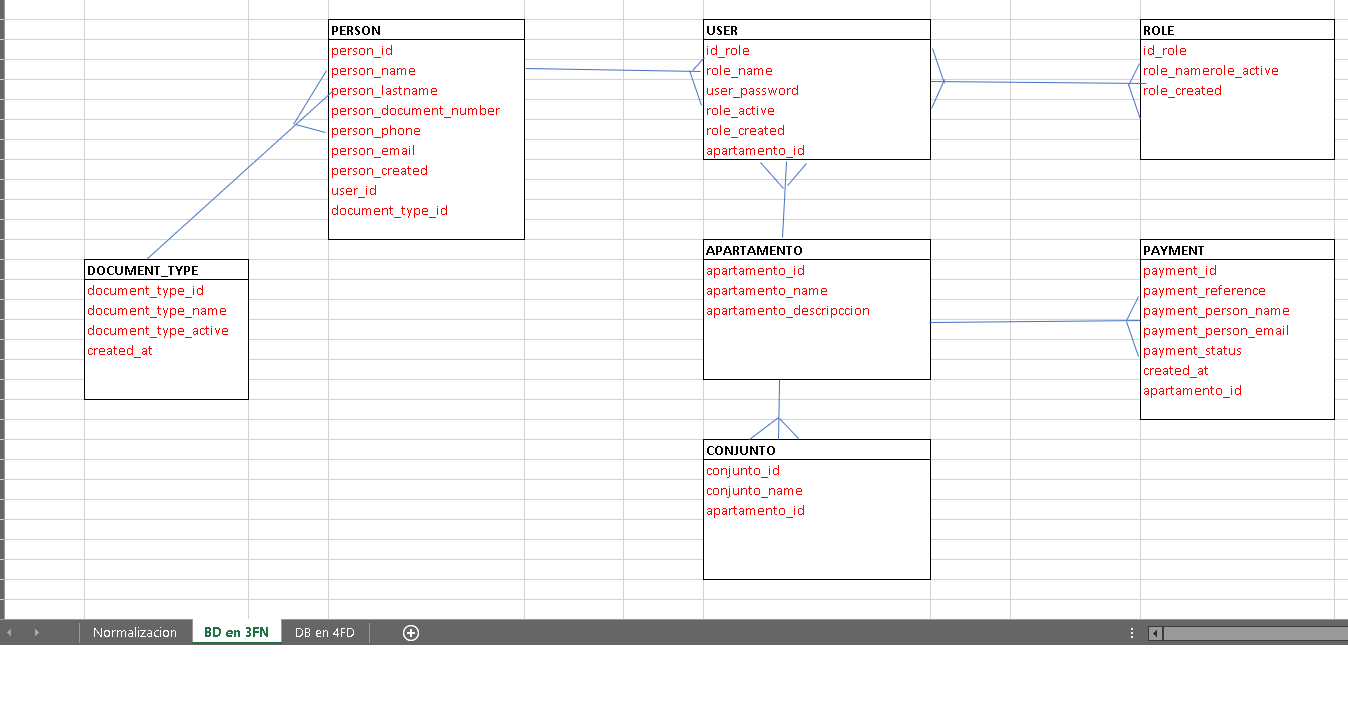 PERSON
person_id
person_name
person_lastname
person_document_number
person_phone
person_email
person_created
user_id
document_type_id
USER
id_role
role_name
user_password
role_active
role_created
apartamento_id
ROLE
id_role
role_namerole_active
role_created
DOCUMENT_TYPE
document_type_id
document_type_name
document_type_active
created_at
APARTAMENTO
apartamento_id
apartamento_name
apartamento_descripccion
PAYMENT
payment_id
payment_reference
payment_person_name
payment_person_email
payment_status
created_at
apartamento_id
CONJUNTO
conjunto_id
conjunto_name
apartamento_id
Normalizacion
BD en 3FN
DB en 4FD